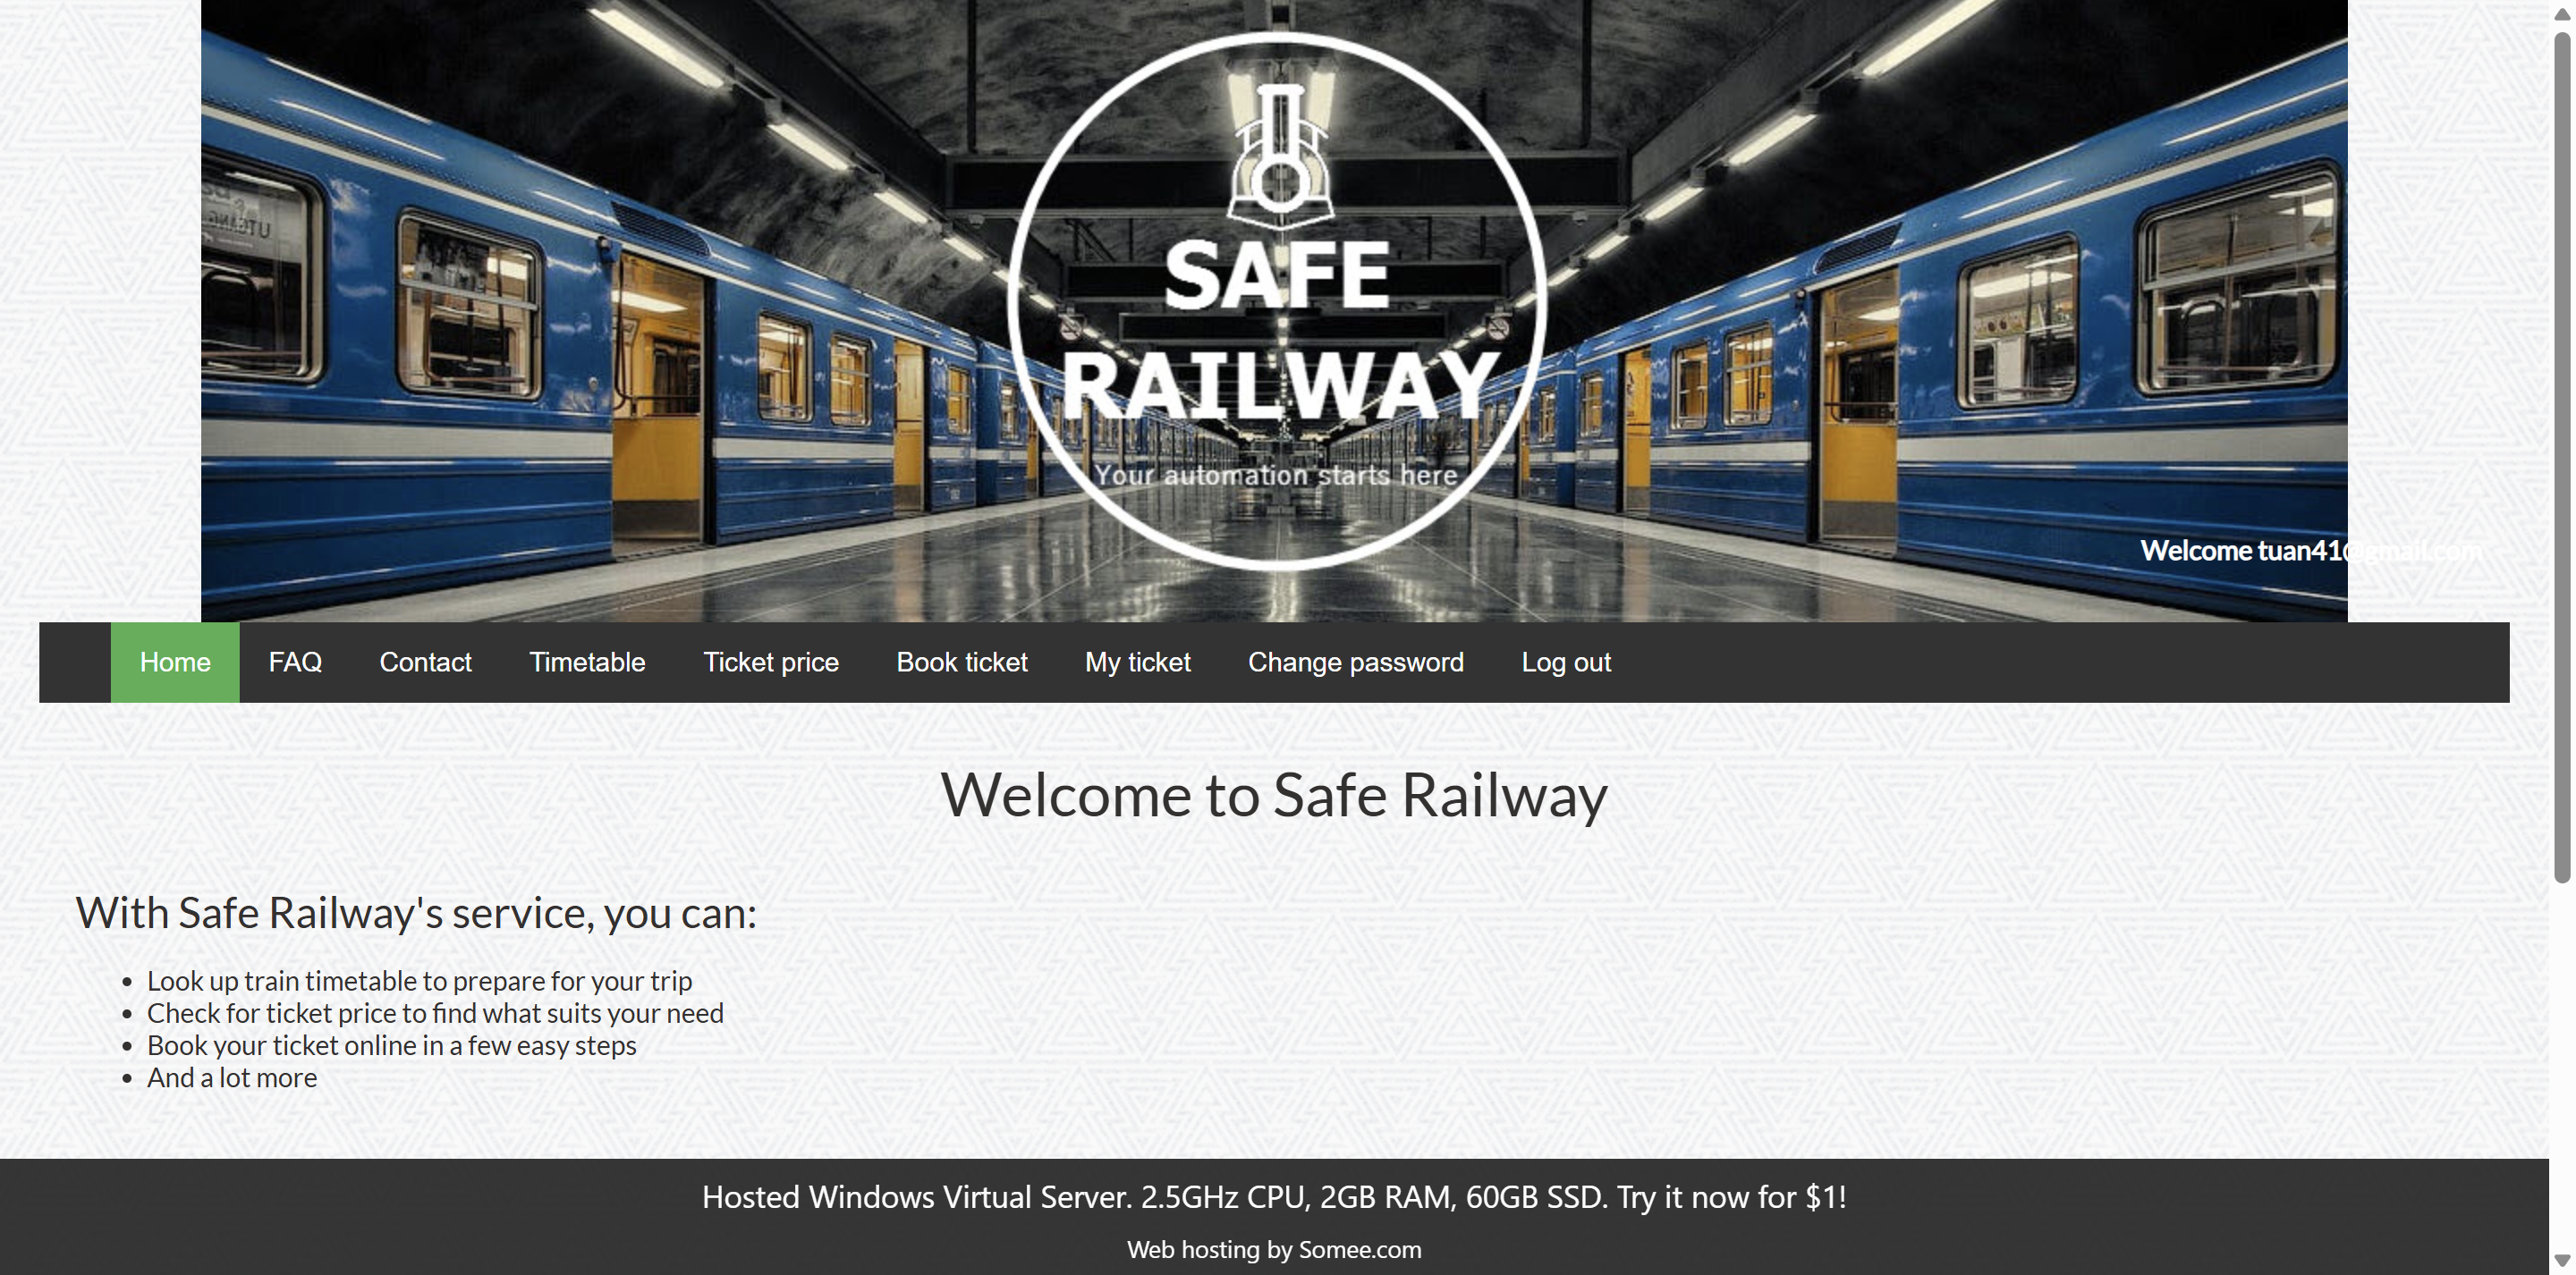 SAFE
RAILWAY
Your automation starts here
Welcome tuan41@gmail.com
Home FAQ Contact Timetable Ticket price Book ticket My ticket Change password Log out
Welcome to Safe Railway
With Safe Railway's service, you can:
Look up train timetable to prepare for your trip
Check for ticket price to find what suits your need
Book your ticket online in a few easy steps
And a lot more
Hosted Windows Virtual Server. 2.5GHz CPU, 2GB RAM, 60GB SSD. Try it now for $1!
Web hosting by Somee.com